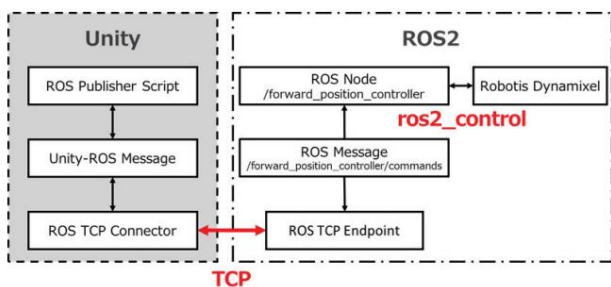 Unity
ROS Publisher Script
Unity-ROS Message
ROS TCP Connector
ROS2
ROS Node
/forward_position_controller
Robotis Dynamixel
ros2_control
ROS Message
/forward_position_controller/commands
ROS TCP Endpoint
TCP